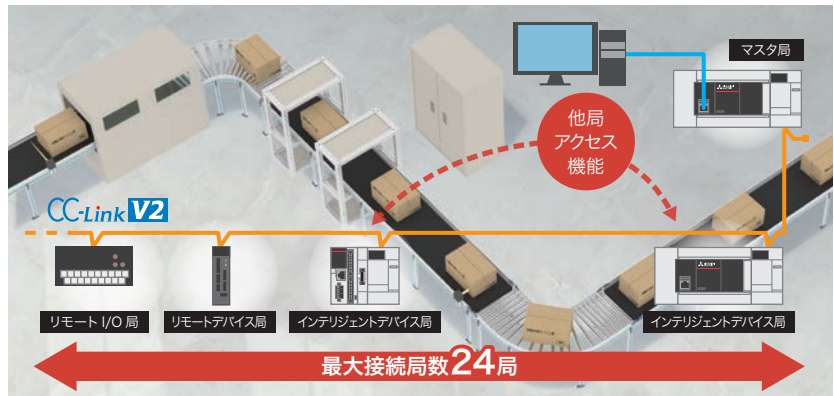 マスタ局
他局
アクセス
機能
CC-Link V2
リモート I/O 局
リモートデバイス局
インテリジェントデバイス局
インテリジェントデバイス局
最大接続局数24局